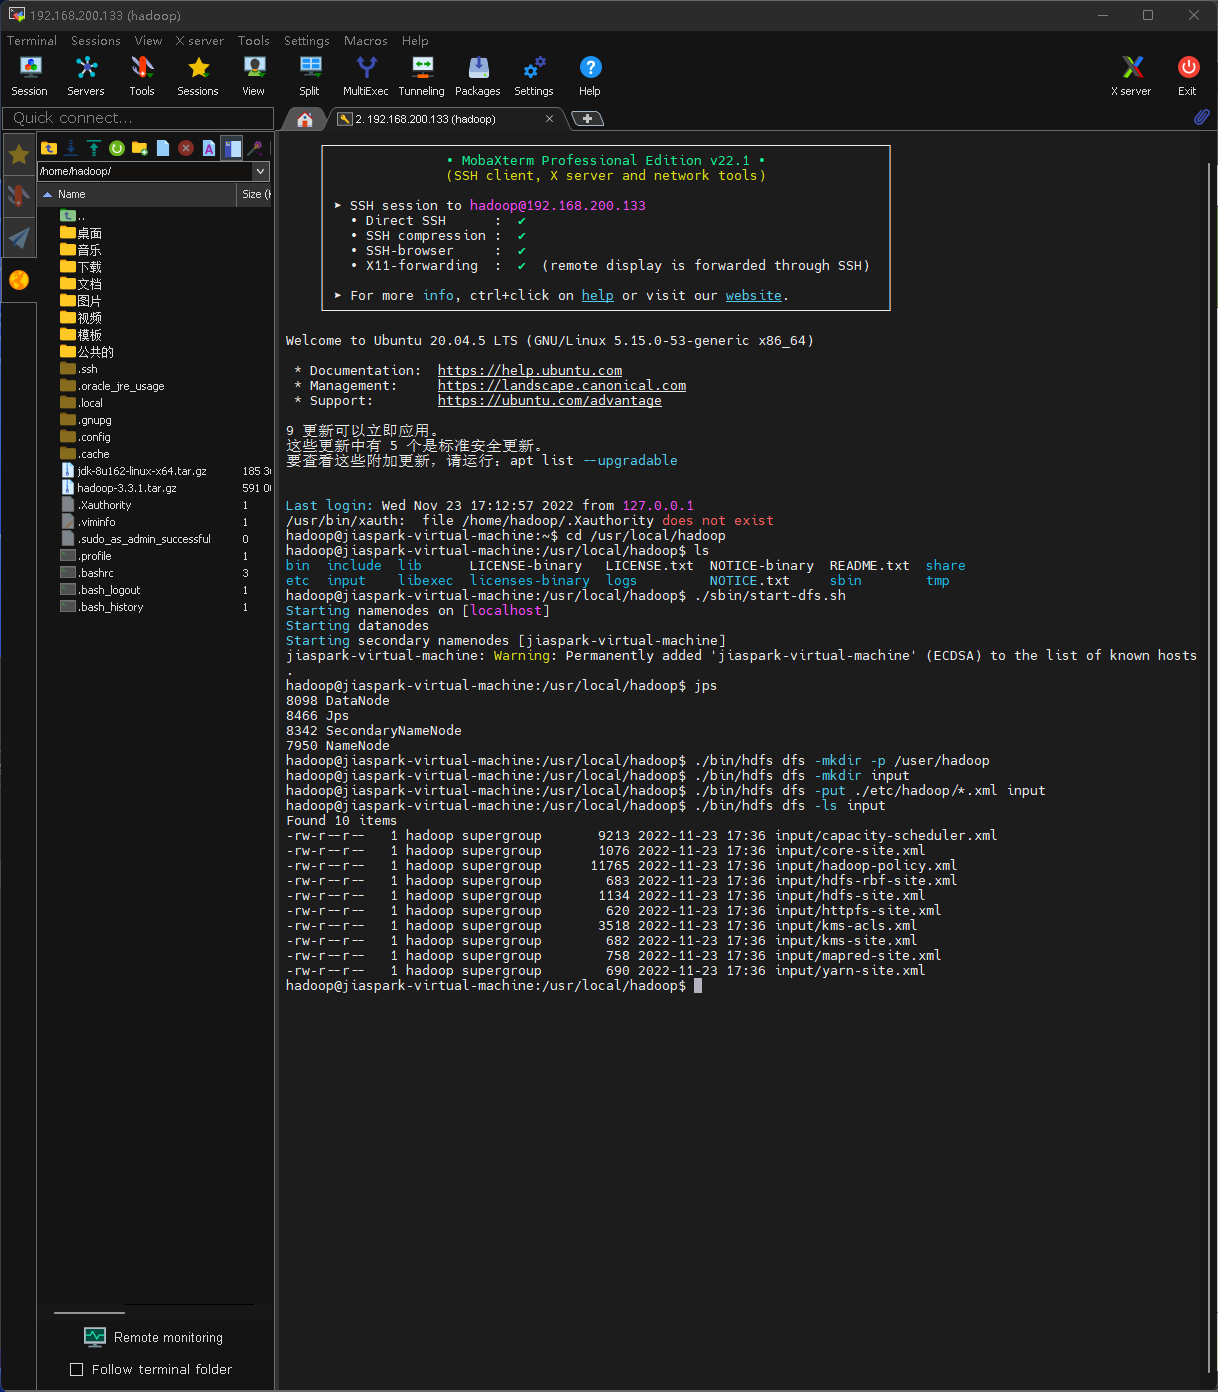 192.168.200.133 (hadoop)
Terminal Sessions View X server Tools Settings Macros Help
Session Servers Tools Sessions View Split MultiExec Tunneling Packages Settings Help X server Exit
Quick connect...
2. 192.168.200.133 (hadoop)
/home/hadoop/
Name Size (
..
桌面
音乐
下载
文档
图片
视频
模板
公共的
.ssh
.oracle_jre_usage
.local
.gnupg
.config
.cache
jdk-8u162-linux-x64.tar.gz 185
hadoop-3.3.1.tar.gz 591
.Xauthority 1
.viminfo 1
.sudo_as_admin_successful 0
.profile 1
.bashrc 3
.bash_logout 1
.bash_history 1
Remote monitoring
Follow terminal folder
• MobaXterm Professional Edition v22.1 •
(SSH client, X server and network tools)
➤ SSH session to hadoop@192.168.200.133
• Direct SSH : ✔
• SSH compression : ✔
• SSH-browser : ✔
• X11-forwarding : ✔ (remote display is forwarded through SSH)
➤ For more info, ctrl+click on help or visit our website.
Welcome to Ubuntu 20.04.5 LTS (GNU/Linux 5.15.0-53-generic x86_64)
* Documentation: https://help.ubuntu.com
* Management: https://landscape.canonical.com
* Support: https://ubuntu.com/advantage
9 更新可以立即应用。
这些更新中有 5 个是标准安全更新。
要查看这些附加更新，请运行：apt list --upgradable
Last login: Wed Nov 23 17:12:57 2022 from 127.0.0.1
/usr/bin/xauth: file /home/hadoop/.Xauthority does not exist
hadoop@jiaspark-virtual-machine:~$ cd /usr/local/hadoop
hadoop@jiaspark-virtual-machine:/usr/local/hadoop$ ls
bin include lib LICENSE-binary LICENSE.txt NOTICE-binary README.txt share
etc input libexec licenses-binary logs NOTICE.txt sbin tmp
hadoop@jiaspark-virtual-machine:/usr/local/hadoop$ ./sbin/start-dfs.sh
Starting namenodes on [localhost]
Starting datanodes
Starting secondary namenodes [jiaspark-virtual-machine]
jiaspark-virtual-machine: Warning: Permanently added 'jiaspark-virtual-machine' (ECDSA) to the list of known hosts
.
hadoop@jiaspark-virtual-machine:/usr/local/hadoop$ jps
8098 DataNode
8466 Jps
8342 SecondaryNameNode
7950 NameNode
hadoop@jiaspark-virtual-machine:/usr/local/hadoop$ ./bin/hdfs dfs -mkdir -p /user/hadoop
hadoop@jiaspark-virtual-machine:/usr/local/hadoop$ ./bin/hdfs dfs -mkdir input
hadoop@jiaspark-virtual-machine:/usr/local/hadoop$ ./bin/hdfs dfs -put ./etc/hadoop/*.xml input
hadoop@jiaspark-virtual-machine:/usr/local/hadoop$ ./bin/hdfs dfs -ls input
Found 10 items
-rw-r--r-- 1 hadoop supergroup 9213 2022-11-23 17:36 input/capacity-scheduler.xml
-rw-r--r-- 1 hadoop supergroup 1076 2022-11-23 17:36 input/core-site.xml
-rw-r--r-- 1 hadoop supergroup 11765 2022-11-23 17:36 input/hadoop-policy.xml
-rw-r--r-- 1 hadoop supergroup 683 2022-11-23 17:36 input/hdfs-rbf-site.xml
-rw-r--r-- 1 hadoop supergroup 1134 2022-11-23 17:36 input/hdfs-site.xml
-rw-r--r-- 1 hadoop supergroup 620 2022-11-23 17:36 input/httpfs-site.xml
-rw-r--r-- 1 hadoop supergroup 3518 2022-11-23 17:36 input/kms-acls.xml
-rw-r--r-- 1 hadoop supergroup 682 2022-11-23 17:36 input/kms-site.xml
-rw-r--r-- 1 hadoop supergroup 758 2022-11-23 17:36 input/mapred-site.xml
-rw-r--r-- 1 hadoop supergroup 690 2022-11-23 17:36 input/yarn-site.xml
hadoop@jiaspark-virtual-machine:/usr/local/hadoop$